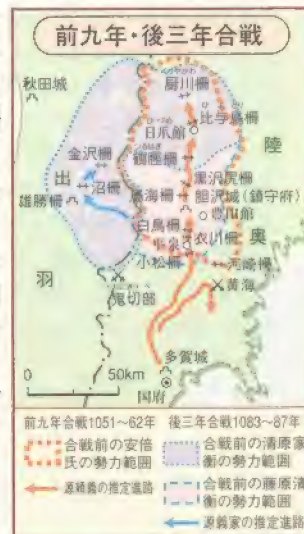 前九年・後三年合戦
秋田城
厨川柵
比与鳥柵
陸
日爪館
鶴脛柵
金沢柵
出
沼柵
黒沢尻柵
雄勝柵
鳥海柵
胆沢城(鎮守府)
豊田館
白鳥柵
衣川柵
奥
平泉
羽
小松柵
河崎柵
黄海
鬼切部
多賀城
国府
0 50km
前九年合戦1051〜62年
合戦前の安倍
氏の勢力範囲
源頼義の推定進路
後三年合戦1083〜87年
合戦前の清原家
衡の勢力範囲
合戦前の藤原清
衡の勢力範囲
源義家の推定進路